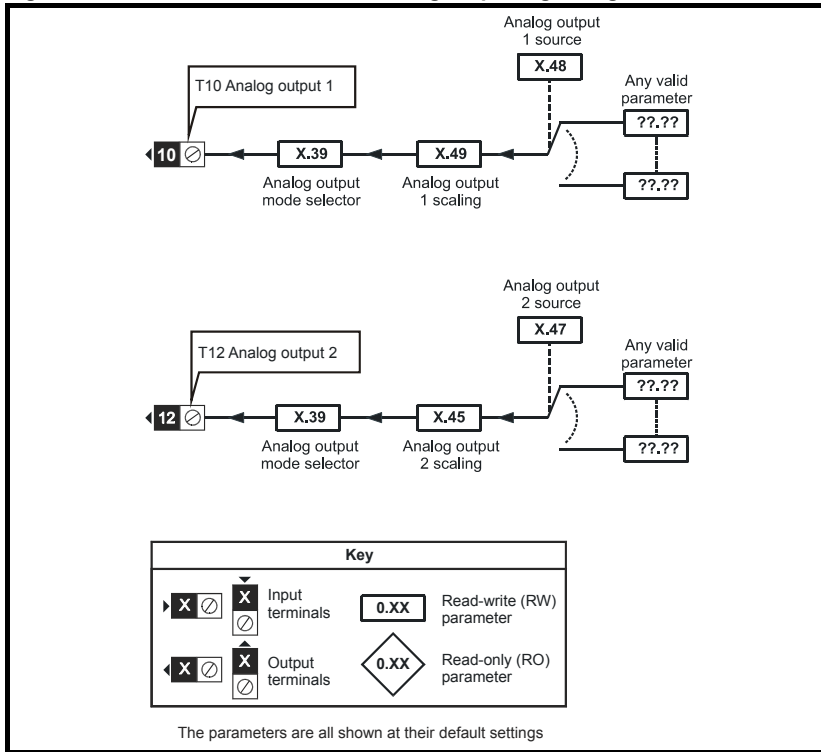 Analog output
1 source
X.48
T10 Analog output 1
Any valid
parameter
??.??
10
X.39
X.49
??.??
Analog output
mode selector
Analog output
1 scaling
Analog output
2 source
X.47
T12 Analog output 2
Any valid
parameter
??.??
12
X.39
X.45
??.??
Analog output
mode selector
Analog output
2 scaling
Key
X
X
Input
terminals
0.XX
Read-write (RW)
parameter
X
X
Output
terminals
0.XX
Read-only (RO)
parameter
The parameters are all shown at their default settings